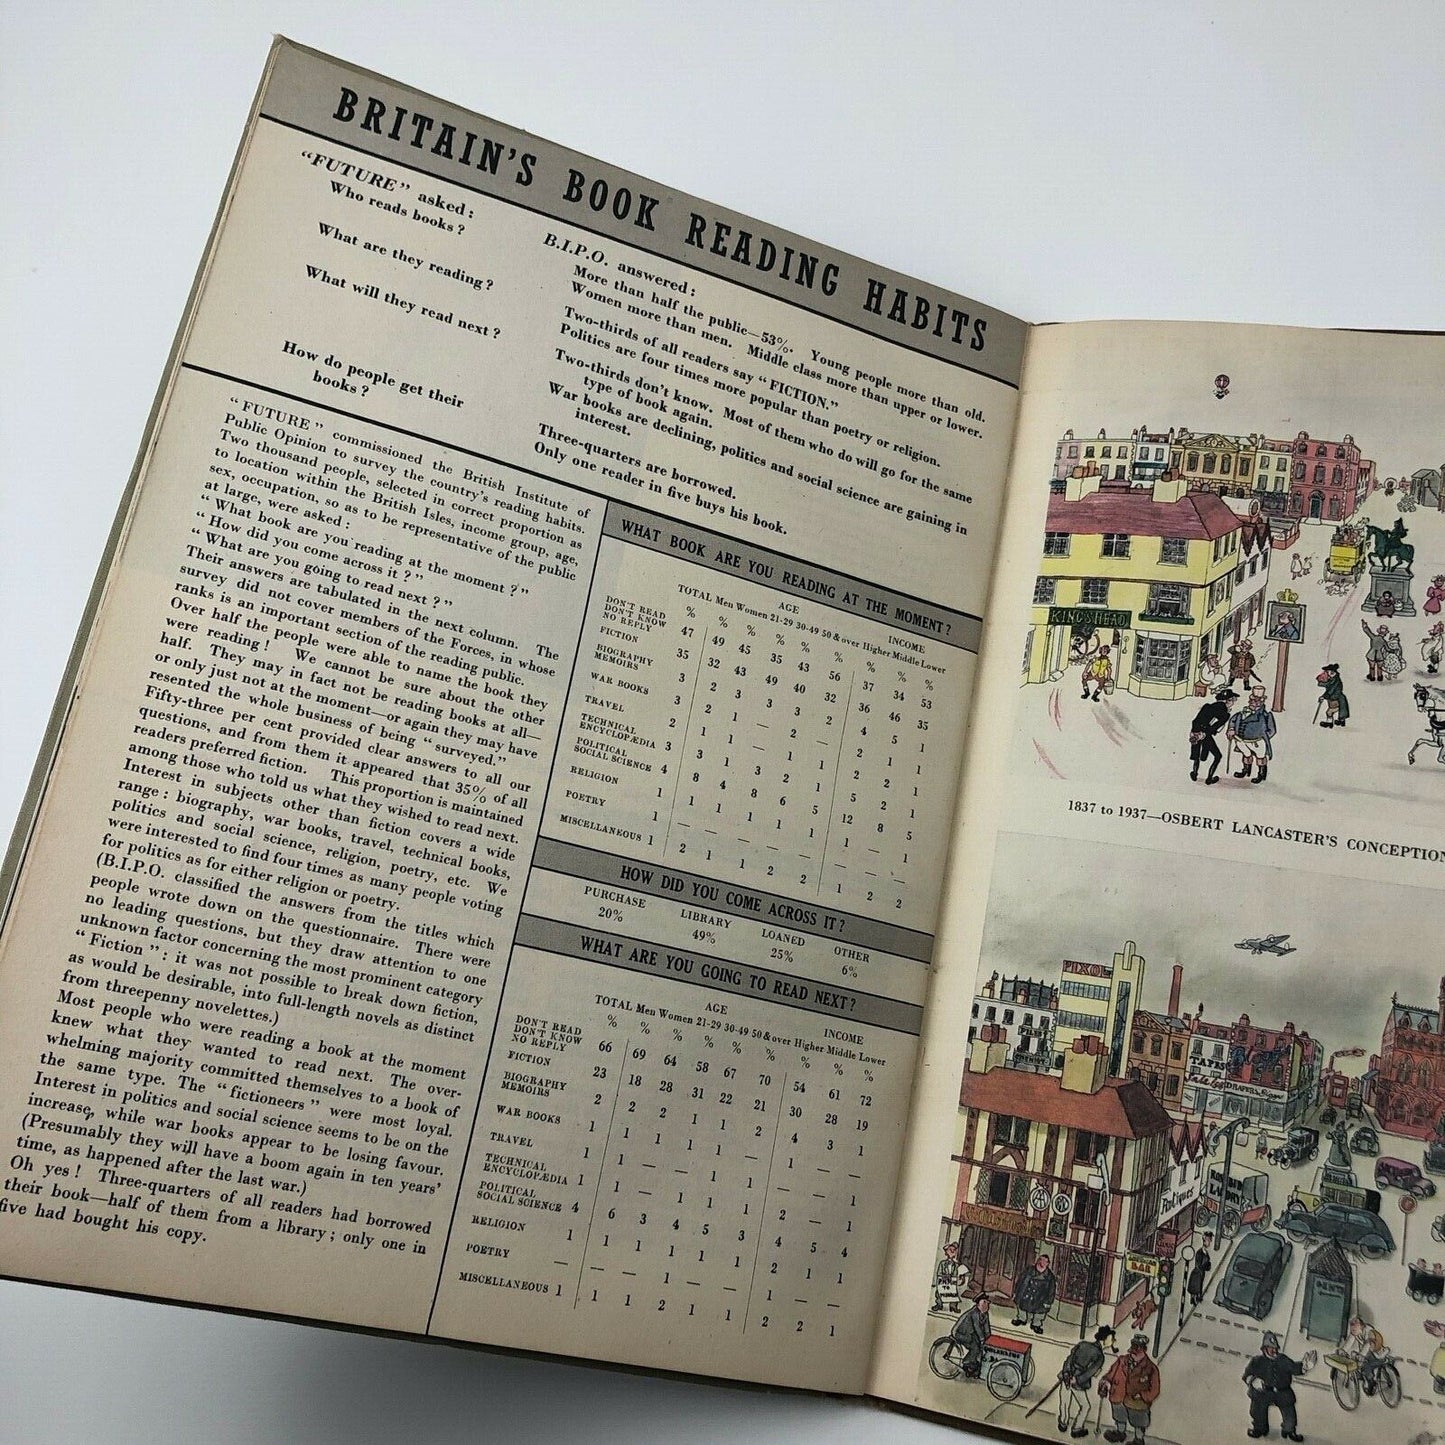 BRITAIN'S BOOK READING HABITS
"FUTURE" asked :
Who reads books ?
What are they reading ?
What will they read next ?
How do people get their
books ?
B.I.P.O. answered :
More than half the public—53%. Young people more than old.
Women more than men. Middle class more than upper or lower.
Two-thirds of all readers say "FICTION."
Politics are four times more popular than poetry or religion.
Two-thirds don't know. Most of them who do will go for the same
type of book again.
War books are declining, politics and social science are gaining in
interest.
Three-quarters are borrowed.
Only one reader in five buys his book.
"FUTURE" commissioned the British Institute of
Public Opinion to survey the country's reading habits.
Two thousand people, selected in correct proportion as
to location within the British Isles, income group, age,
sex, occupation, so as to be representative of the public
at large, were asked :
"What book are you reading at the moment ?"
"How did you come across it ?"
"What are you going to read next ?"
Their answers are tabulated in the next column. The
survey did not cover members of the Forces, in whose
ranks is an important section of the reading public.
Over half the people were able to name the book they
were reading ! We cannot be sure about the other
half. They may in fact not be reading books at all—
or only just not at the moment—or again they may have
resented the whole business of being "surveyed."
Fifty-three per cent provided clear answers to all our
questions, and from them it appeared that 35% of all
readers preferred fiction. This proportion is maintained
among those who told us what they wished to read next.
Interest in subjects other than fiction covers a wide
range : biography, war books, travel, technical books,
politics and social science, religion, poetry, etc. We
were interested to find four times as many people voting
for politics as for either religion or poetry.
(B.I.P.O. classified the answers from the titles which
people wrote down on the questionnaire. There were
no leading questions, but they draw attention to one
unknown factor concerning the most prominent category
"Fiction" : it was not possible to break down fiction,
as would be desirable, into full-length novels as distinct
from threepenny novelettes.)
Most people who were reading a book at the moment
knew what they wanted to read next. The over-
whelming majority committed themselves to a book of
the same type. The "fictioneers" were most loyal.
Interest in politics and social science seems to be on the
increase, while war books appear to be losing favour.
(Presumably they will have a boom again in ten years'
time, as happened after the last war.)
Oh yes ! Three-quarters of all readers had borrowed
their book—half of them from a library ; only one in
five had bought his copy.
WHAT BOOK ARE YOU READING AT THE MOMENT ?
AGE INCOME
TOTAL Men Women 21-29 30-49 50 & over Higher Middle Lower
% % % % % % % % %
DON'T READ
DON'T KNOW
NO REPLY 47 49 45 35 43 56 37 34 53
FICTION 35 32 43 49 40 32 36 46 35
BIOGRAPHY
MEMOIRS 3 2 3 3 3 2 4 5 1
WAR BOOKS 3 2 1 — 2 — 2 1 1
TRAVEL 2 1 1 — 1 1 2 2 1
TECHNICAL
ENCYCLOPÆDIA 3 3 1 3 2 1 5 2 1
POLITICAL
SOCIAL SCIENCE 4 8 4 8 6 5 12 8 5
RELIGION 1 1 1 1 1 1 1 — 1
POETRY 1 — — — — — — — —
MISCELLANEOUS 1 2 1 1 2 2 1 2 2
HOW DID YOU COME ACROSS IT ?
PURCHASE LIBRARY LOANED OTHER
20% 49% 25% 6%
WHAT ARE YOU GOING TO READ NEXT ?
AGE INCOME
TOTAL Men Women 21-29 30-49 50 & over Higher Middle Lower
% % % % % % % % %
DON'T READ
DON'T KNOW
NO REPLY 66 69 64 58 67 70 54 61 72
FICTION 23 18 28 31 22 21 30 28 19
BIOGRAPHY
MEMOIRS 2 2 2 1 1 2 4 3 1
WAR BOOKS 1 1 1 1 1 — 1 — 1
TRAVEL 1 1 — — 1 1 1 1 1
TECHNICAL
ENCYCLOPÆDIA 1 1 — 1 1 — 2 — 1
POLITICAL
SOCIAL SCIENCE 4 6 3 4 5 3 4 5 4
RELIGION 1 1 1 1 1 1 2 1 1
POETRY — — — 1 — — 1 — —
MISCELLANEOUS 1 1 1 2 1 1 2 2 1
KING'S HEAD
1837 to 1937—OSBERT LANCASTER'S CONCEPTION
Antiques
BAR